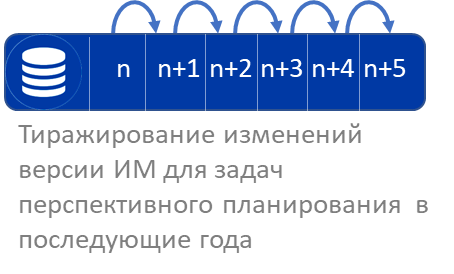 n n+1 n+2 n+3 n+4 n+5
Тиражирование изменений
версии ИМ для задач
перспективного планирования в
последующие года